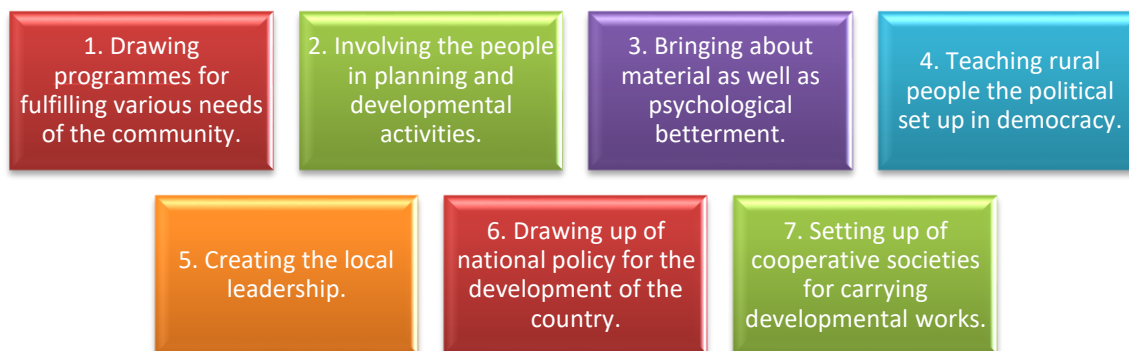 1. Drawing
programmes for
fulfilling various needs
of the community.
2. Involving the people
in planning and
developmental
activities.
3. Bringing about
material as well as
psychological
betterment.
4. Teaching rural
people the political
set up in democracy.
5. Creating the local
leadership.
6. Drawing up of
national policy for the
development of the
country.
7. Setting up of
cooperative societies
for carrying
developmental works.